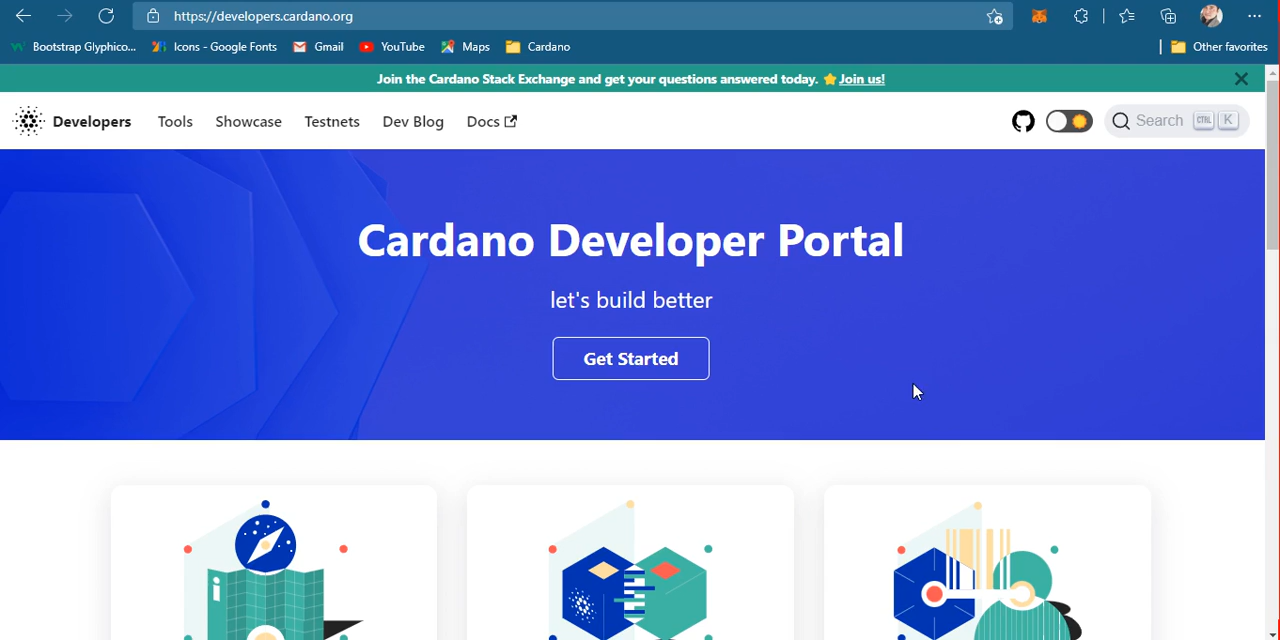 https://developers.cardano.org
Bootstrap Glyphico... Icons - Google Fonts Gmail YouTube Maps Cardano Other favorites
Join the Cardano Stack Exchange and get your questions answered today. ⭐ Join us!
Developers Tools Showcase Testnets Dev Blog Docs Search CTRL K
Cardano Developer Portal
let's build better
Get Started